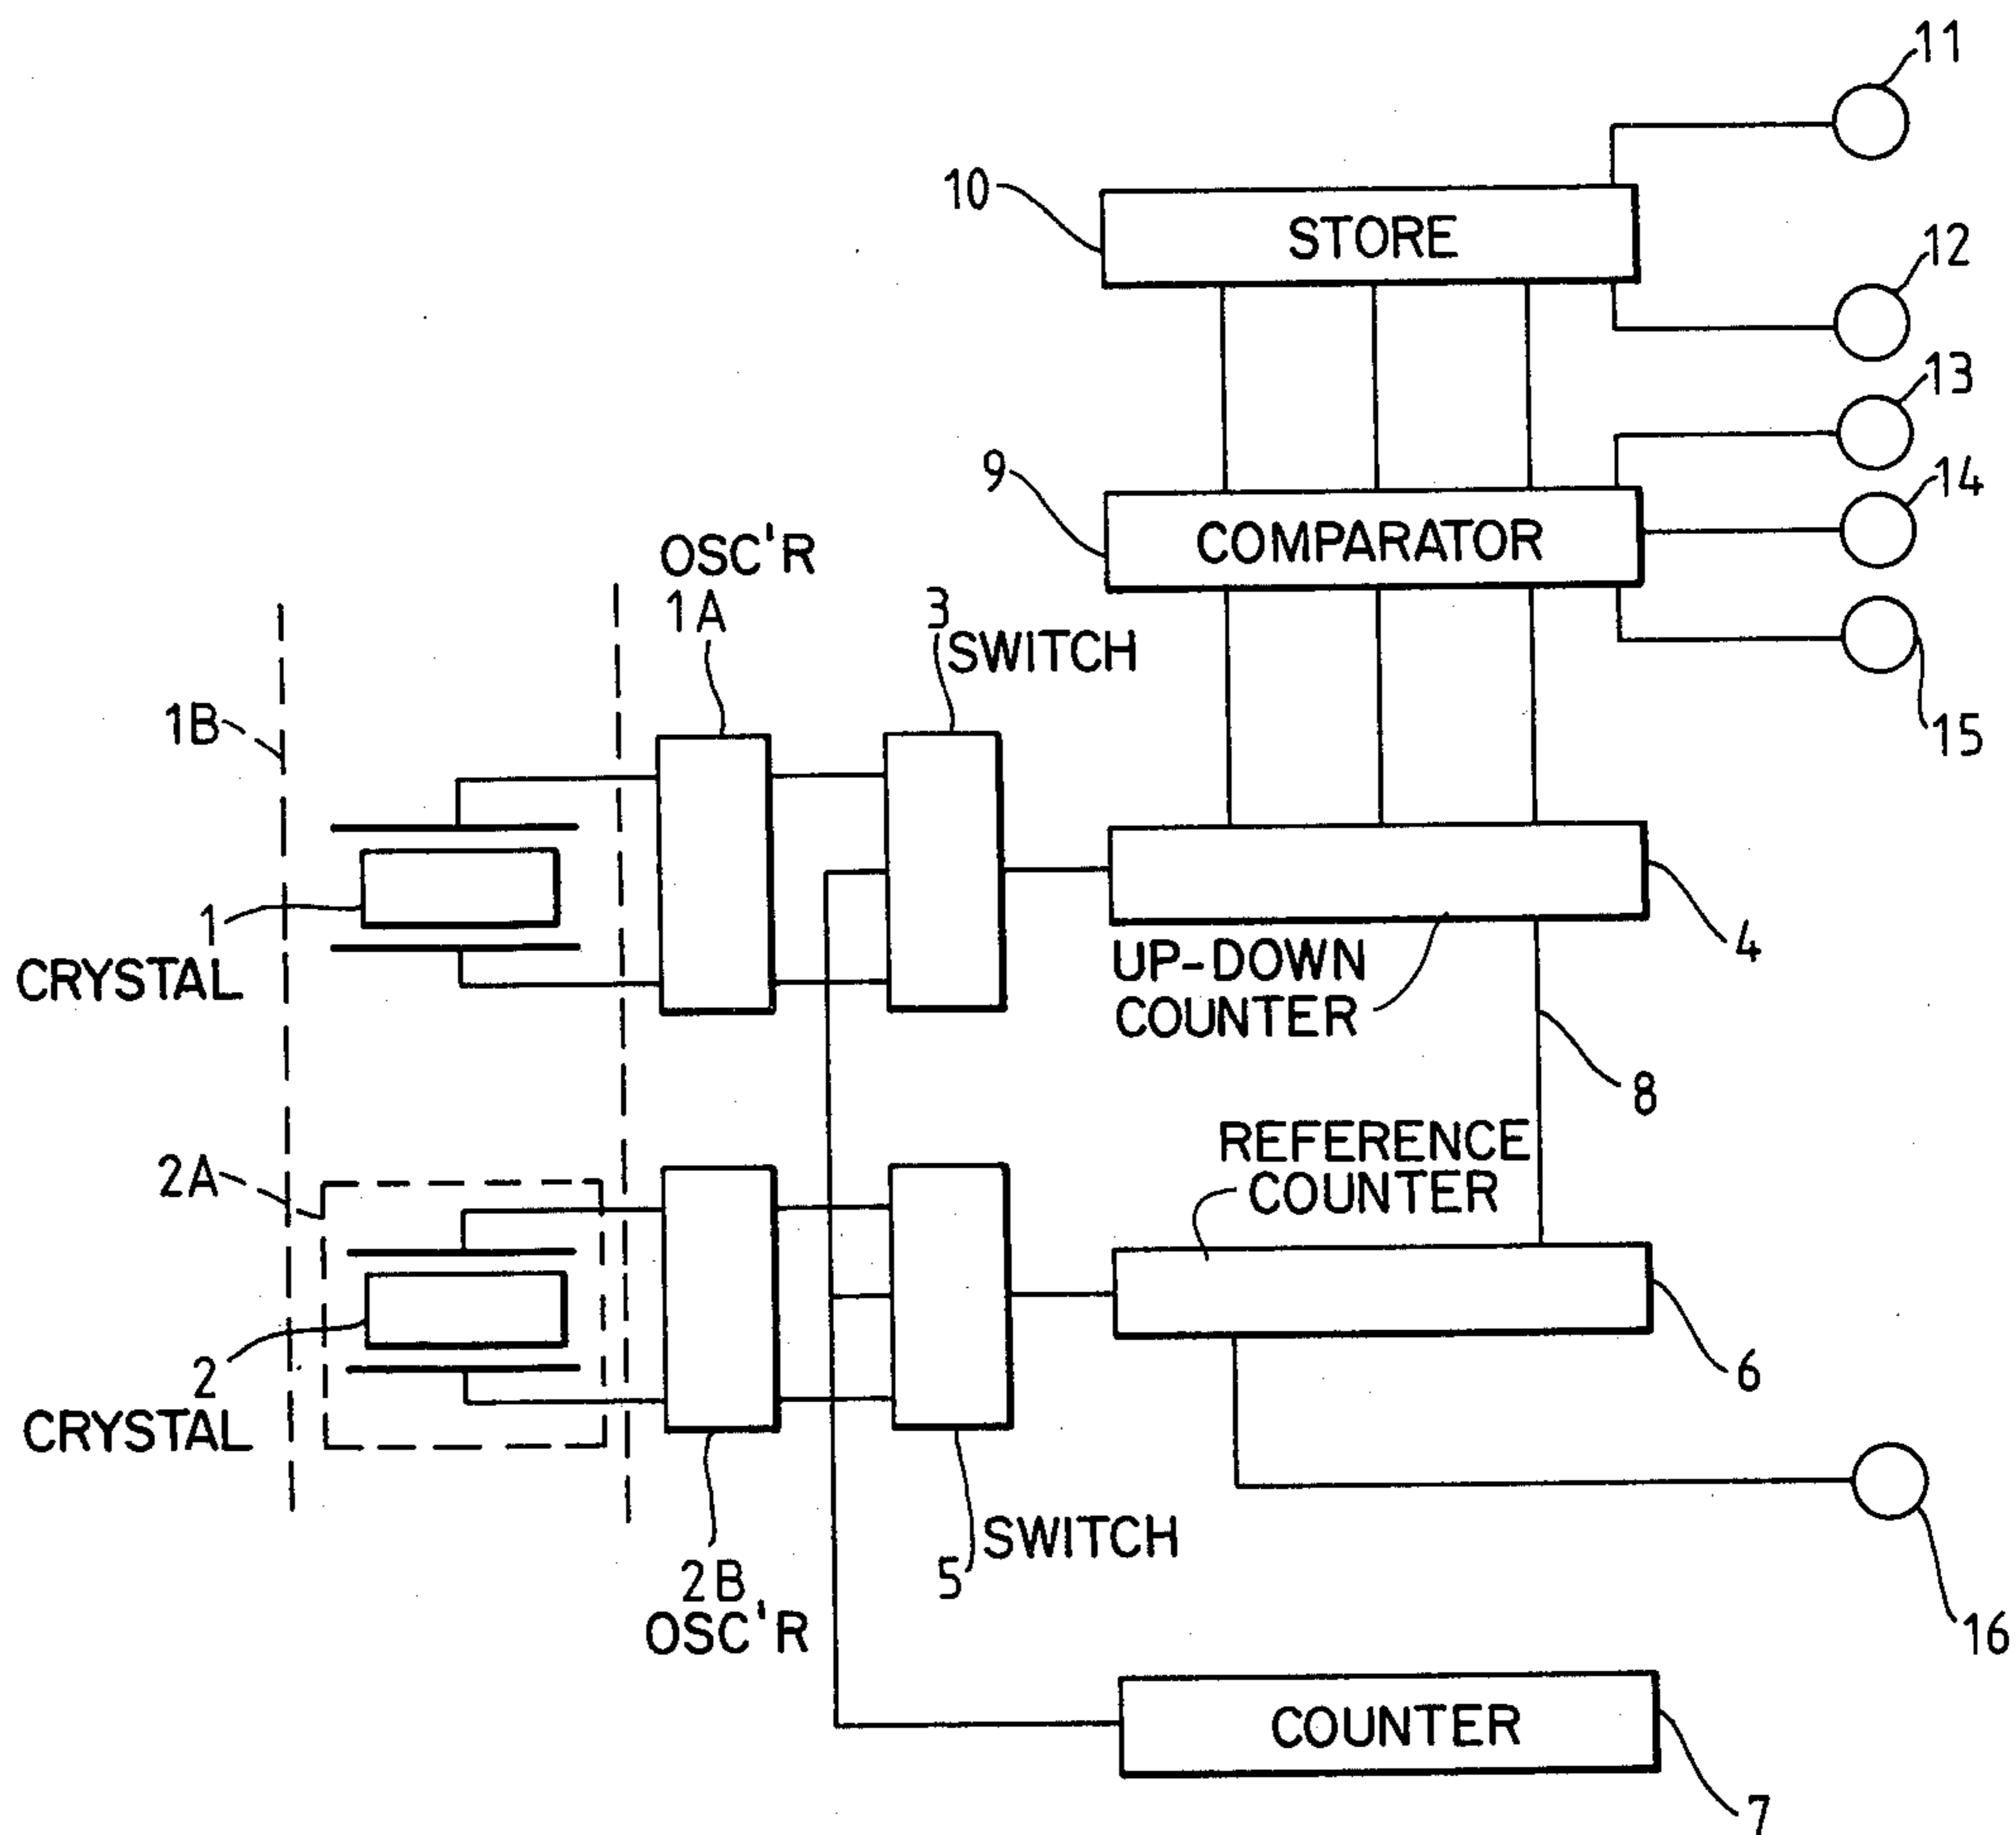 11
10
STORE
12
13
9
14
COMPARATOR
OSC'R
1A
3
SWITCH
15
1B
1
CRYSTAL
UP-DOWN
COUNTER
4
8
REFERENCE
COUNTER
2A
2
CRYSTAL
6
SWITCH
5
2B
OSC'R
16
COUNTER
7